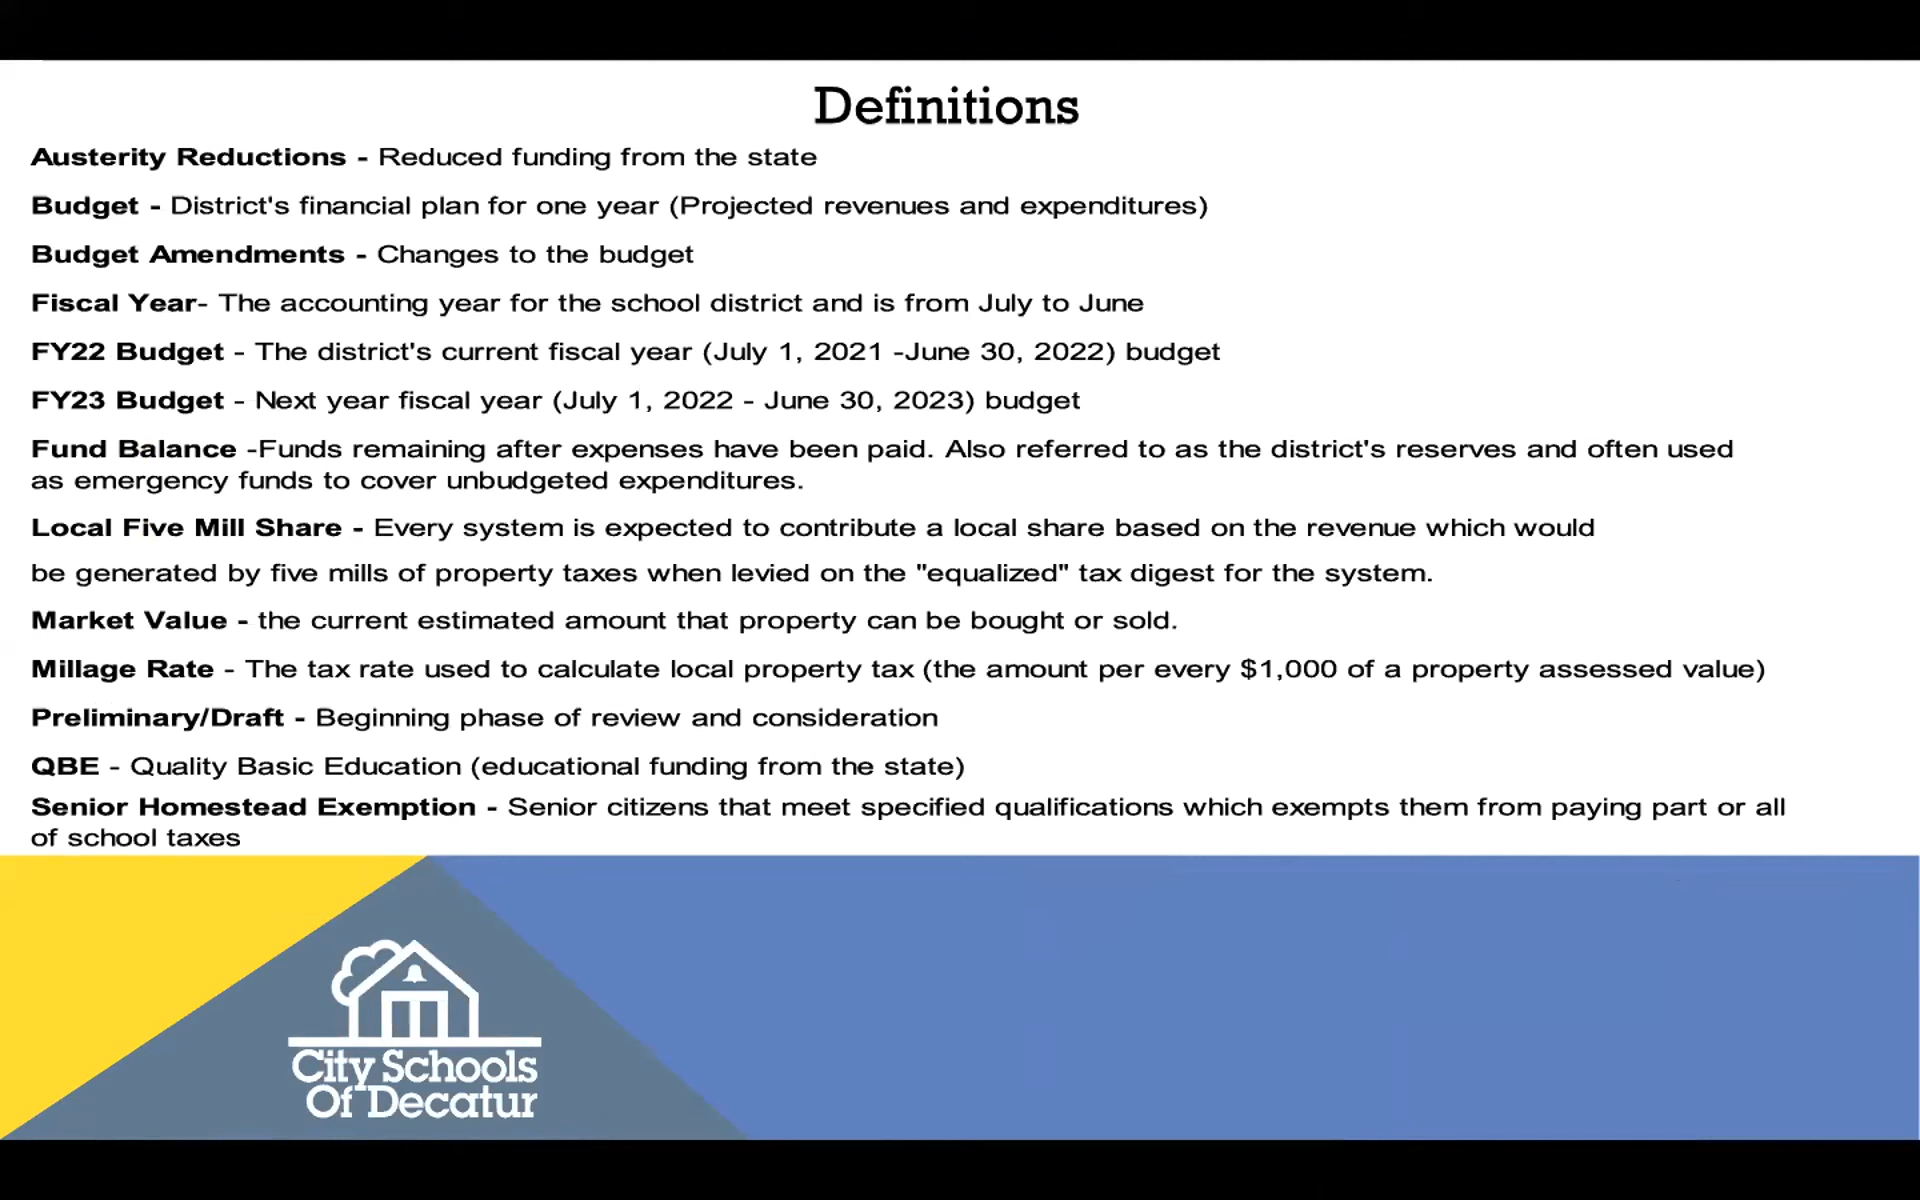 Definitions
Austerity Reductions - Reduced funding from the state
Budget - District's financial plan for one year (Projected revenues and expenditures)
Budget Amendments - Changes to the budget
Fiscal Year- The accounting year for the school district and is from July to June
FY22 Budget - The district's current fiscal year (July 1, 2021 -June 30, 2022) budget
FY23 Budget - Next year fiscal year (July 1, 2022 - June 30, 2023) budget
Fund Balance -Funds remaining after expenses have been paid. Also referred to as the district's reserves and often used
as emergency funds to cover unbudgeted expenditures.
Local Five Mill Share - Every system is expected to contribute a local share based on the revenue which would
be generated by five mills of property taxes when levied on the "equalized" tax digest for the system.
Market Value - the current estimated amount that property can be bought or sold.
Millage Rate - The tax rate used to calculate local property tax (the amount per every $1,000 of a property assessed value)
Preliminary/Draft - Beginning phase of review and consideration
QBE - Quality Basic Education (educational funding from the state)
Senior Homestead Exemption - Senior citizens that meet specified qualifications which exempts them from paying part or all
of school taxes
City Schools
Of Decatur